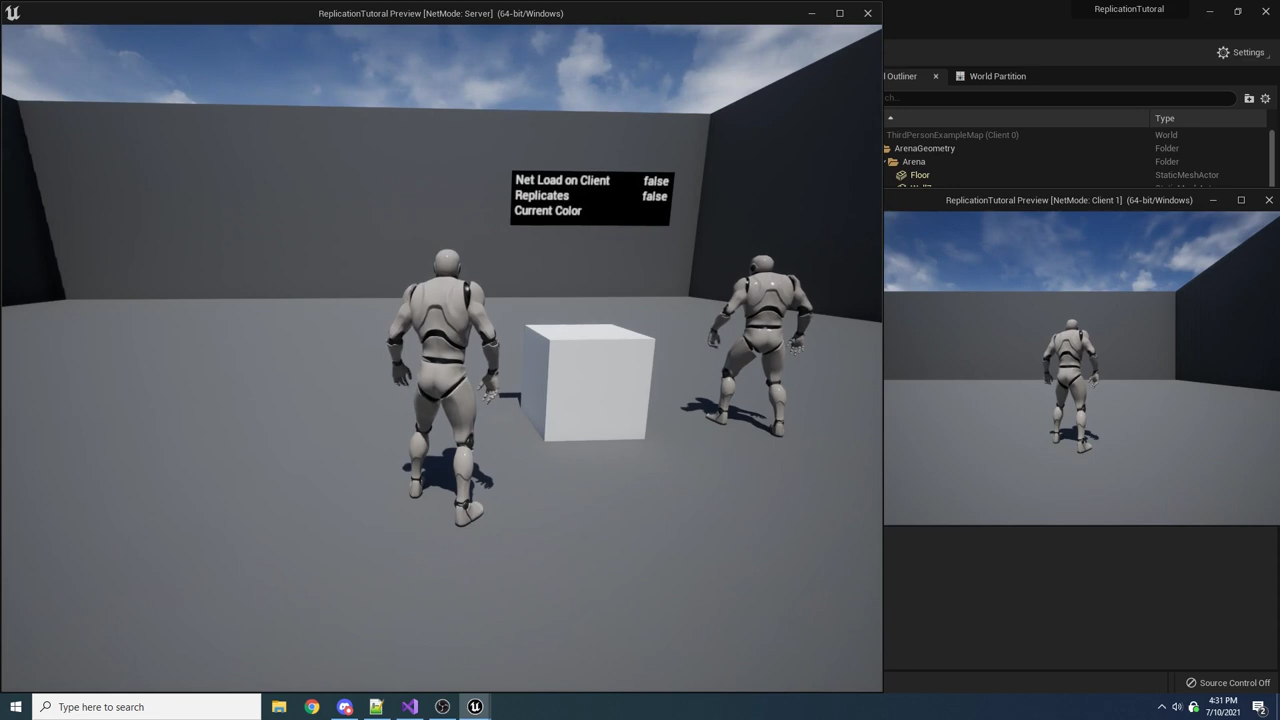 ReplicationTutoral Preview [NetMode: Server]  (64-bit/Windows)
ReplicationTutoral
Settings
l Outliner
World Partition
ch...
Type
ThirdPersonExampleMap (Client 0)
World
ArenaGeometry
Folder
Arena
Folder
Floor
StaticMeshActor
ReplicationTutoral Preview [NetMode: Client 1]  (64-bit/Windows)
Net Load on Client false
Replicates false
Current Color
Source Control Off
Type here to search
4:31 PM
7/10/2021
2